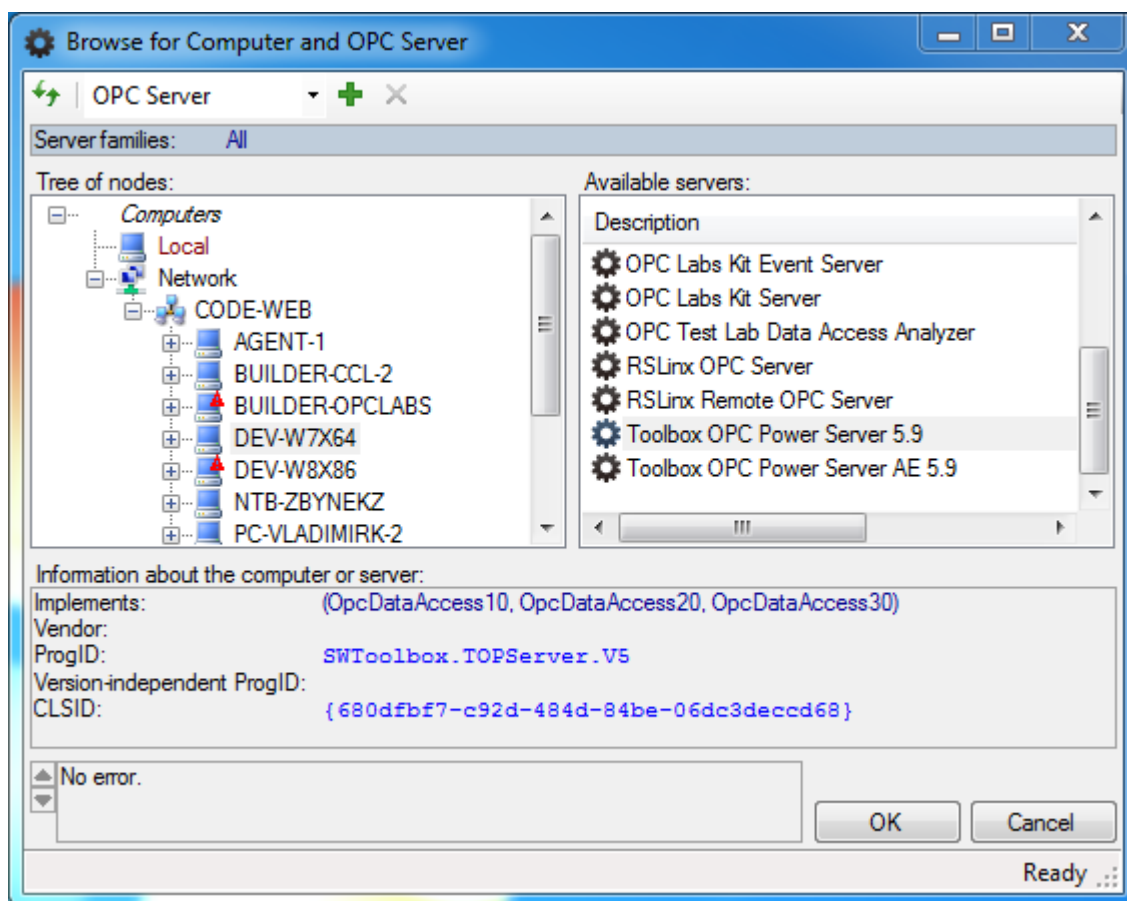 Browse for Computer and OPC Server
OPC Server
Server families: All
Tree of nodes:
Computers
Local
Network
CODE-WEB
AGENT-1
BUILDER-CCL-2
BUILDER-OPCLABS
DEV-W7X64
DEV-W8X86
NTB-ZBYNEKZ
PC-VLADIMIRK-2
Available servers:
Description
OPC Labs Kit Event Server
OPC Labs Kit Server
OPC Test Lab Data Access Analyzer
RSLinx OPC Server
RSLinx Remote OPC Server
Toolbox OPC Power Server 5.9
Toolbox OPC Power Server AE 5.9
Information about the computer or server:
Implements: (OpcDataAccess10, OpcDataAccess20, OpcDataAccess30)
Vendor:
ProgID: SWToolbox.TOPServer.V5
Version-independent ProgID:
CLSID: {680dfbf7-c92d-484d-84be-06dc3deccd68}
No error.
OK Cancel
Ready